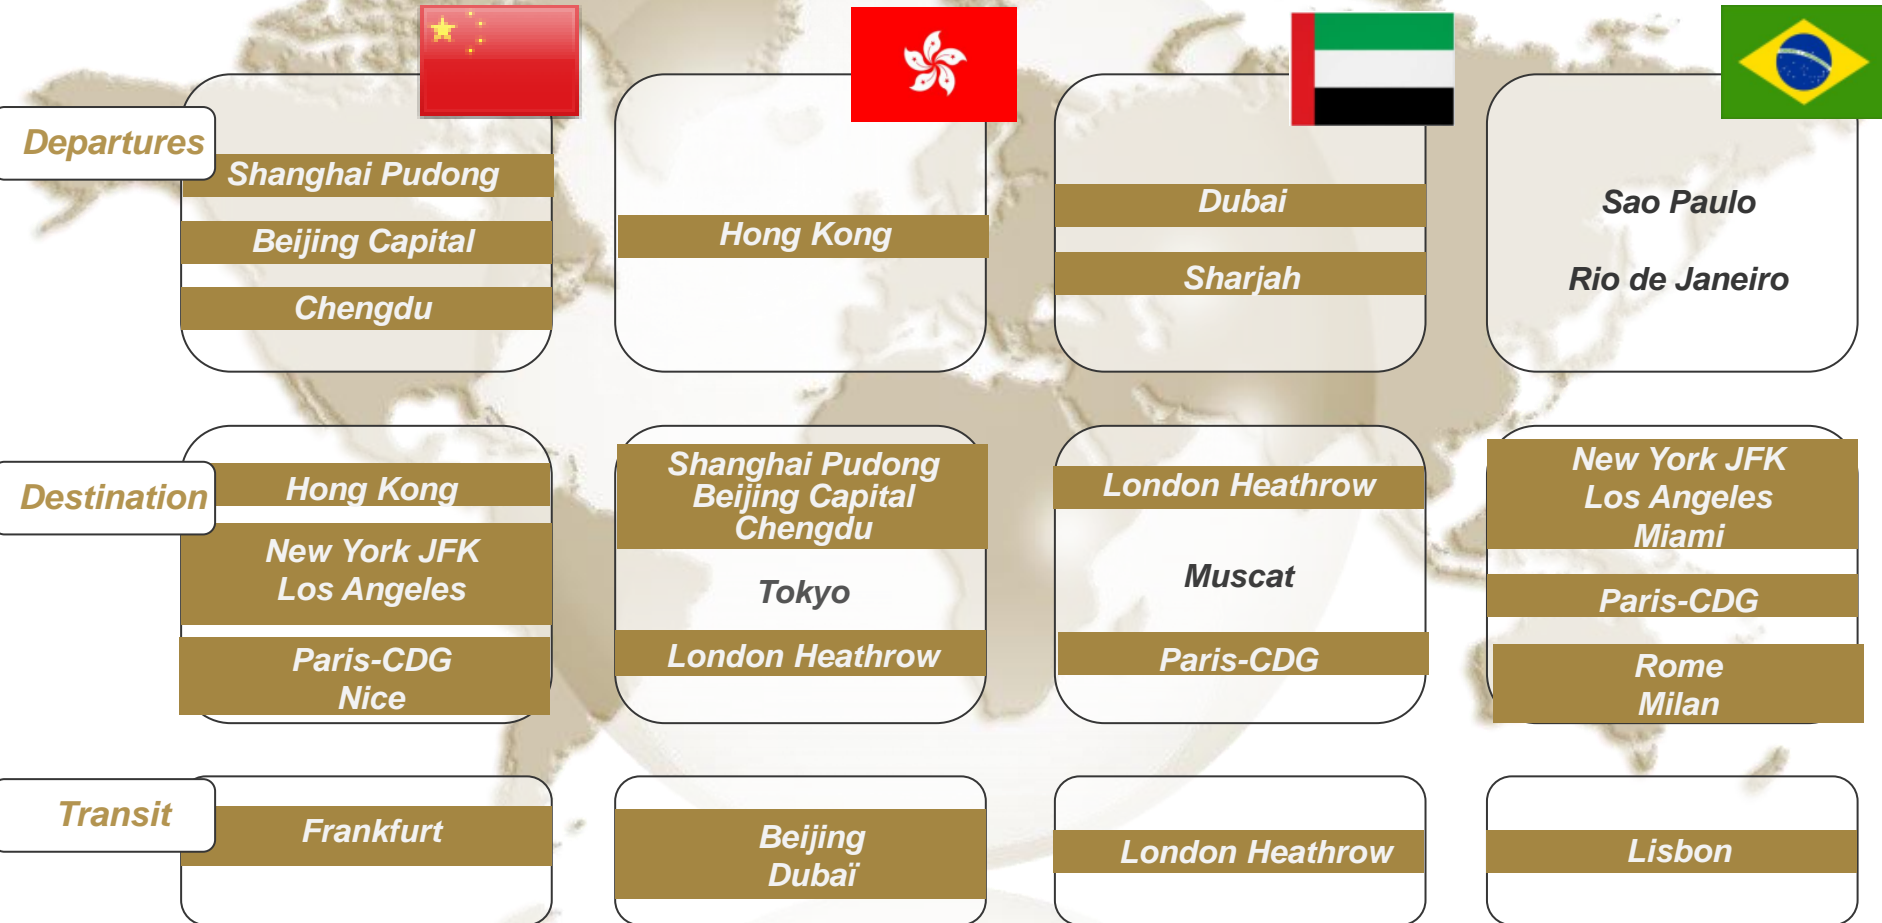 Departures
Shanghai Pudong
Beijing Capital
Chengdu
Hong Kong
Dubai
Sharjah
Sao Paulo
Rio de Janeiro
Destination
Hong Kong
New York JFK
Los Angeles
Paris-CDG
Nice
Shanghai Pudong
Beijing Capital
Chengdu
Tokyo
London Heathrow
London Heathrow
Muscat
Paris-CDG
New York JFK
Los Angeles
Miami
Paris-CDG
Rome
Milan
Transit
Frankfurt
Beijing
Dubaï
London Heathrow
Lisbon